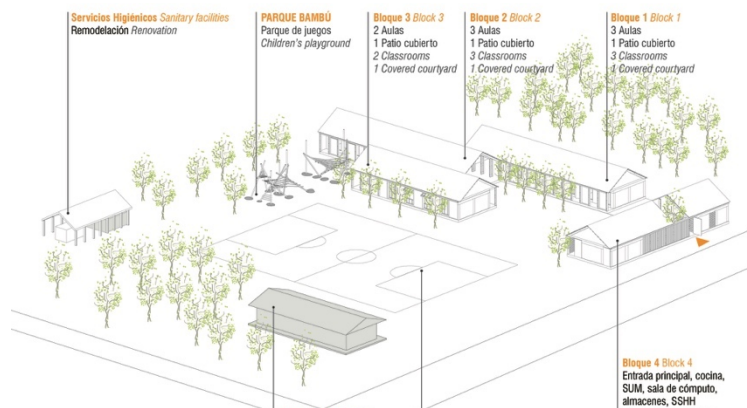 Servicios Higiénicos Sanitary facilities
Remodelación Renovation
PARQUE BAMBÚ
Parque de juegos
Children's playground
Bloque 3 Block 3
2 Aulas
1 Patio cubierto
2 Classrooms
1 Covered courtyard
Bloque 2 Block 2
3 Aulas
1 Patio cubierto
3 Classrooms
1 Covered courtyard
Bloque 1 Block 1
3 Aulas
1 Patio cubierto
3 Classrooms
1 Covered courtyard
Bloque 4 Block 4
Entrada principal, cocina,
SUM, sala de cómputo,
almacenes, SSHH